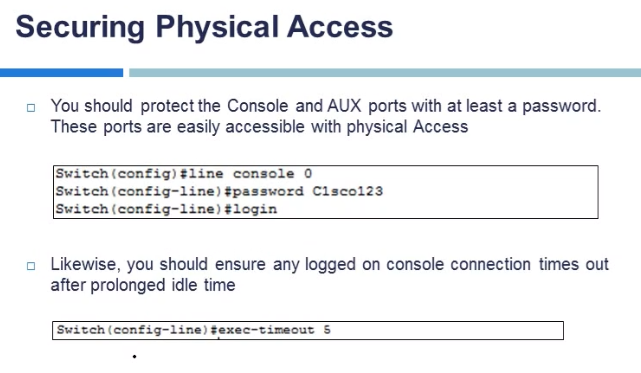 Securing Physical Access
You should protect the Console and AUX ports with at least a password.
These ports are easily accessible with physical Access
Switch(config)#line console 0
Switch(config-line)#password C1sco123
Switch(config-line)#login
Likewise, you should ensure any logged on console connection times out
after prolonged idle time
Switch(config-line)#exec-timeout 5